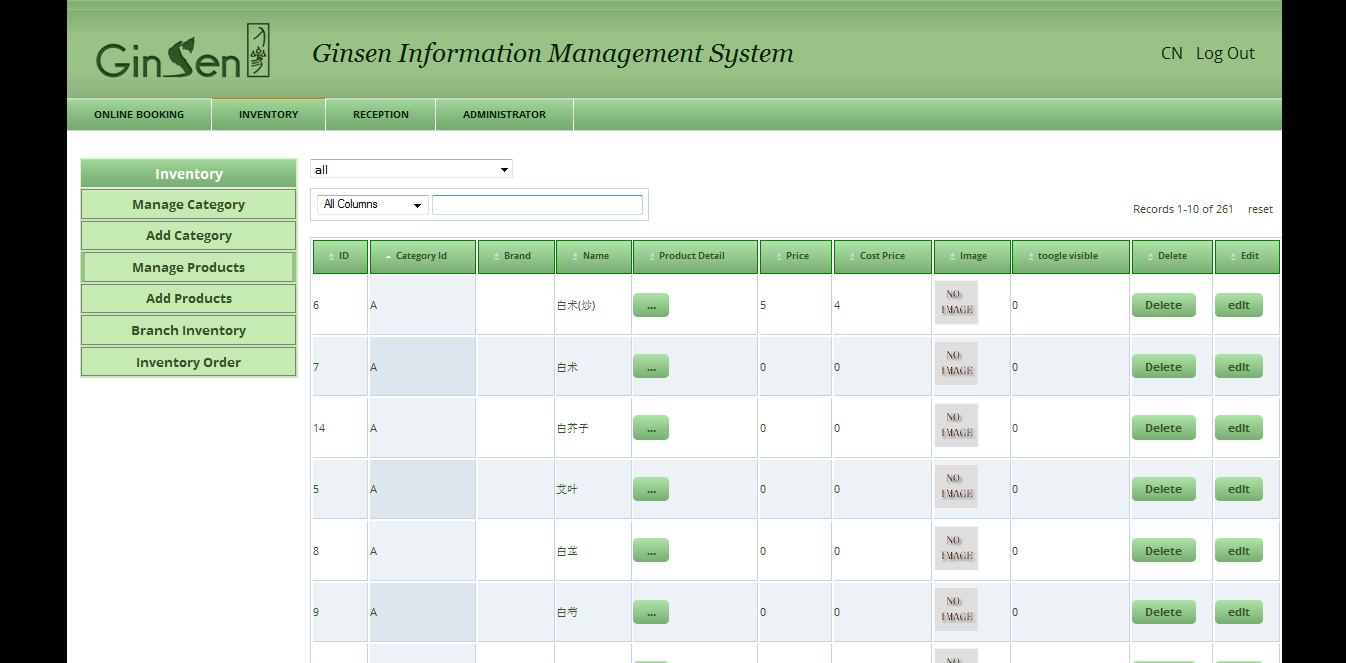 GinSen 人参
Ginsen Information Management System
CN Log Out
ONLINE BOOKING INVENTORY RECEPTION ADMINISTRATOR
Inventory
Manage Category
Add Category
Manage Products
Add Products
Branch Inventory
Inventory Order
all
All Columns
Records 1-10 of 261 reset
ID Category Id Brand Name Product Detail Price Cost Price Image toogle visible Delete Edit
6 A 白术(炒) ... 5 4 NO IMAGE 0 Delete edit
7 A 白术 ... 0 0 NO IMAGE 0 Delete edit
14 A 白芥子 ... 0 0 NO IMAGE 0 Delete edit
5 A 艾叶 ... 0 0 NO IMAGE 0 Delete edit
8 A 白芷 ... 0 0 NO IMAGE 0 Delete edit
9 A 白芍 ... 0 0 NO IMAGE 0 Delete edit
NO